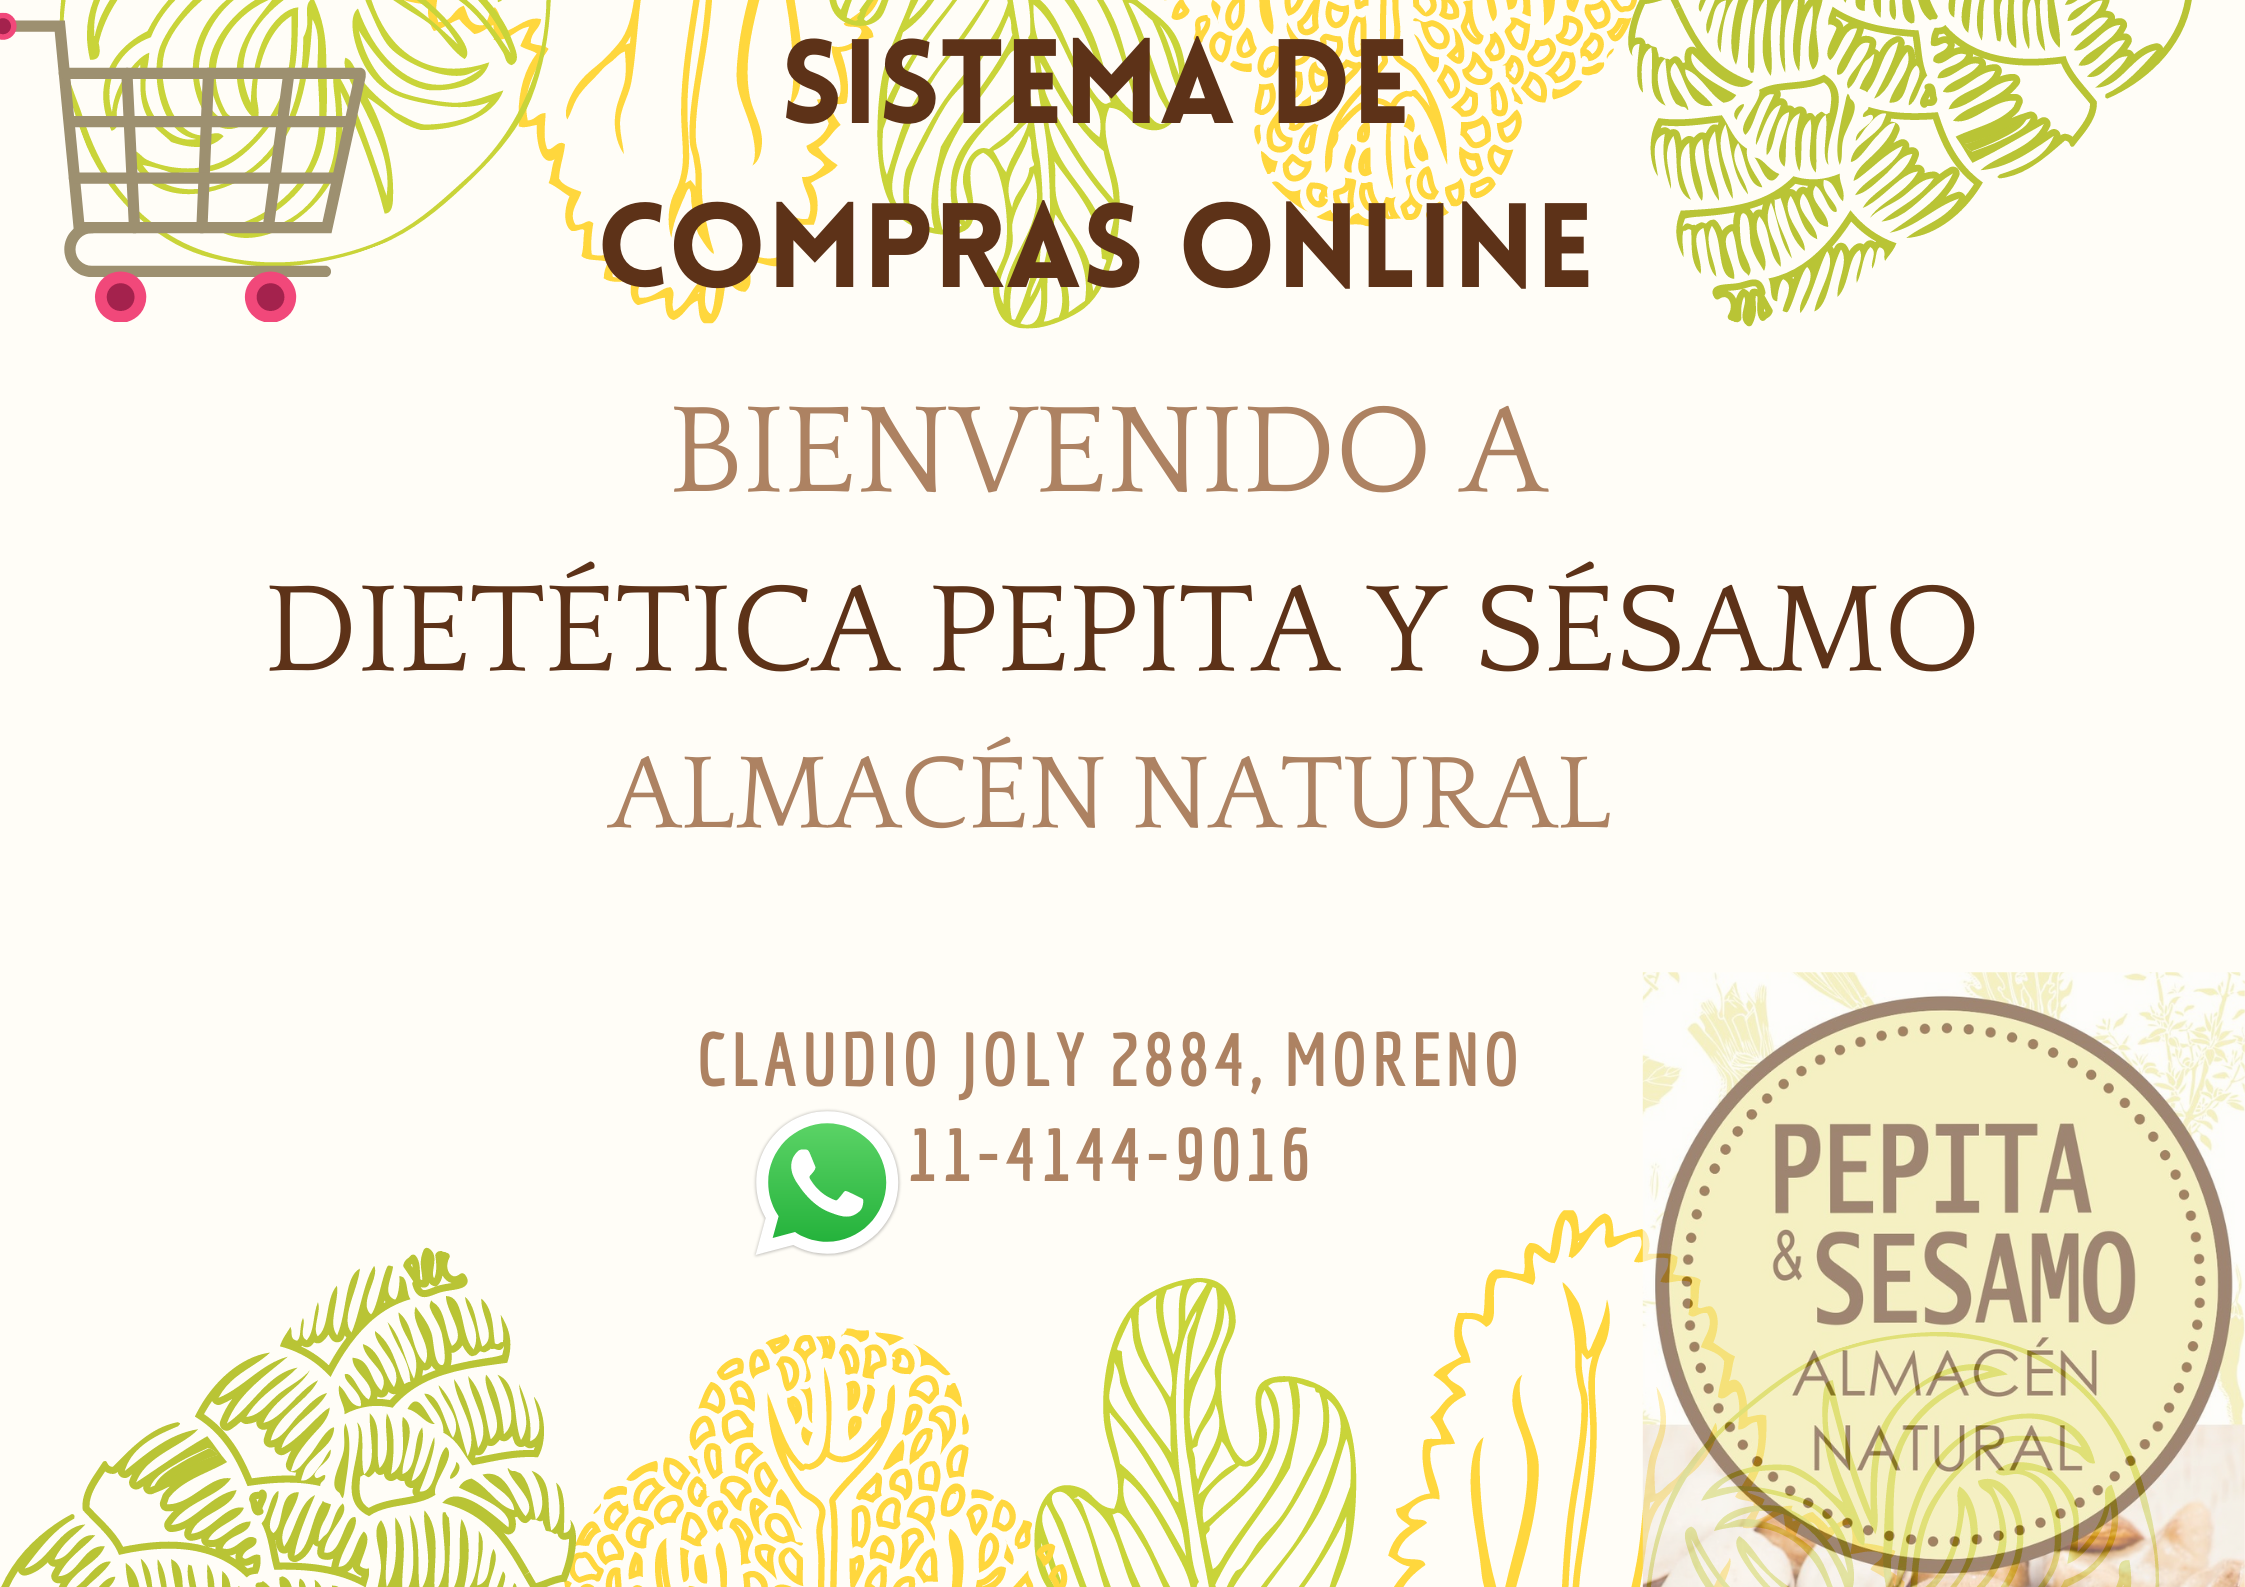 SISTEMA DE
COMPRAS ONLINE
BIENVENIDO A
DIETÉTICA PEPITA Y SÉSAMO
ALMACÉN NATURAL
CLAUDIO JOLY 2884, MORENO
11-4144-9016
PEPITA
&SESAMO
ALMACÉN
NATURAL